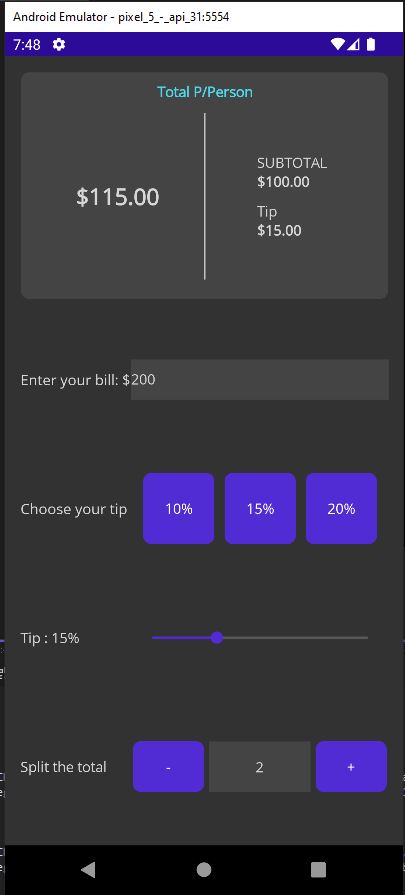 Android Emulator - pixel_5_-_api_31:5554
7:48
Total P/Person
$115.00
SUBTOTAL
$100.00
Tip
$15.00
Enter your bill: $200
Choose your tip 10% 15% 20%
Tip : 15%
Split the total - 2 +